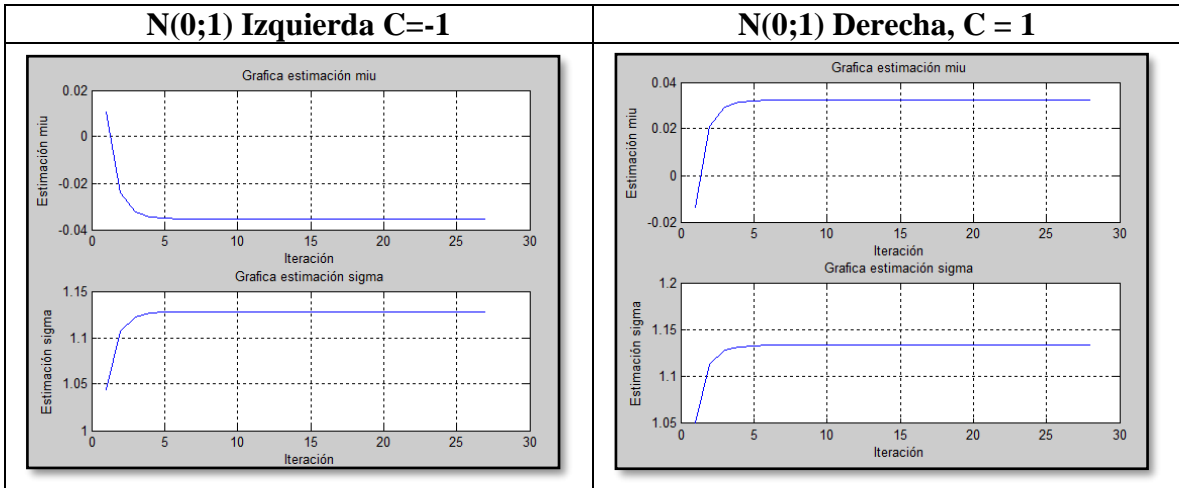 N(0;1) Izquierda C=-1
N(0;1) Derecha, C = 1
Grafica estimación miu
0.02
0
-0.02
-0.04
Estimación miu
0 5 10 15 20 25 30
Iteración
Grafica estimación sigma
1.15
1.1
1.05
1
Estimación sigma
0 5 10 15 20 25 30
Iteración
Grafica estimación miu
0.04
0.02
0
-0.02
Estimación miu
0 5 10 15 20 25 30
Iteración
Grafica estimación sigma
1.2
1.15
1.1
1.05
Estimación sigma
0 5 10 15 20 25 30
Iteración